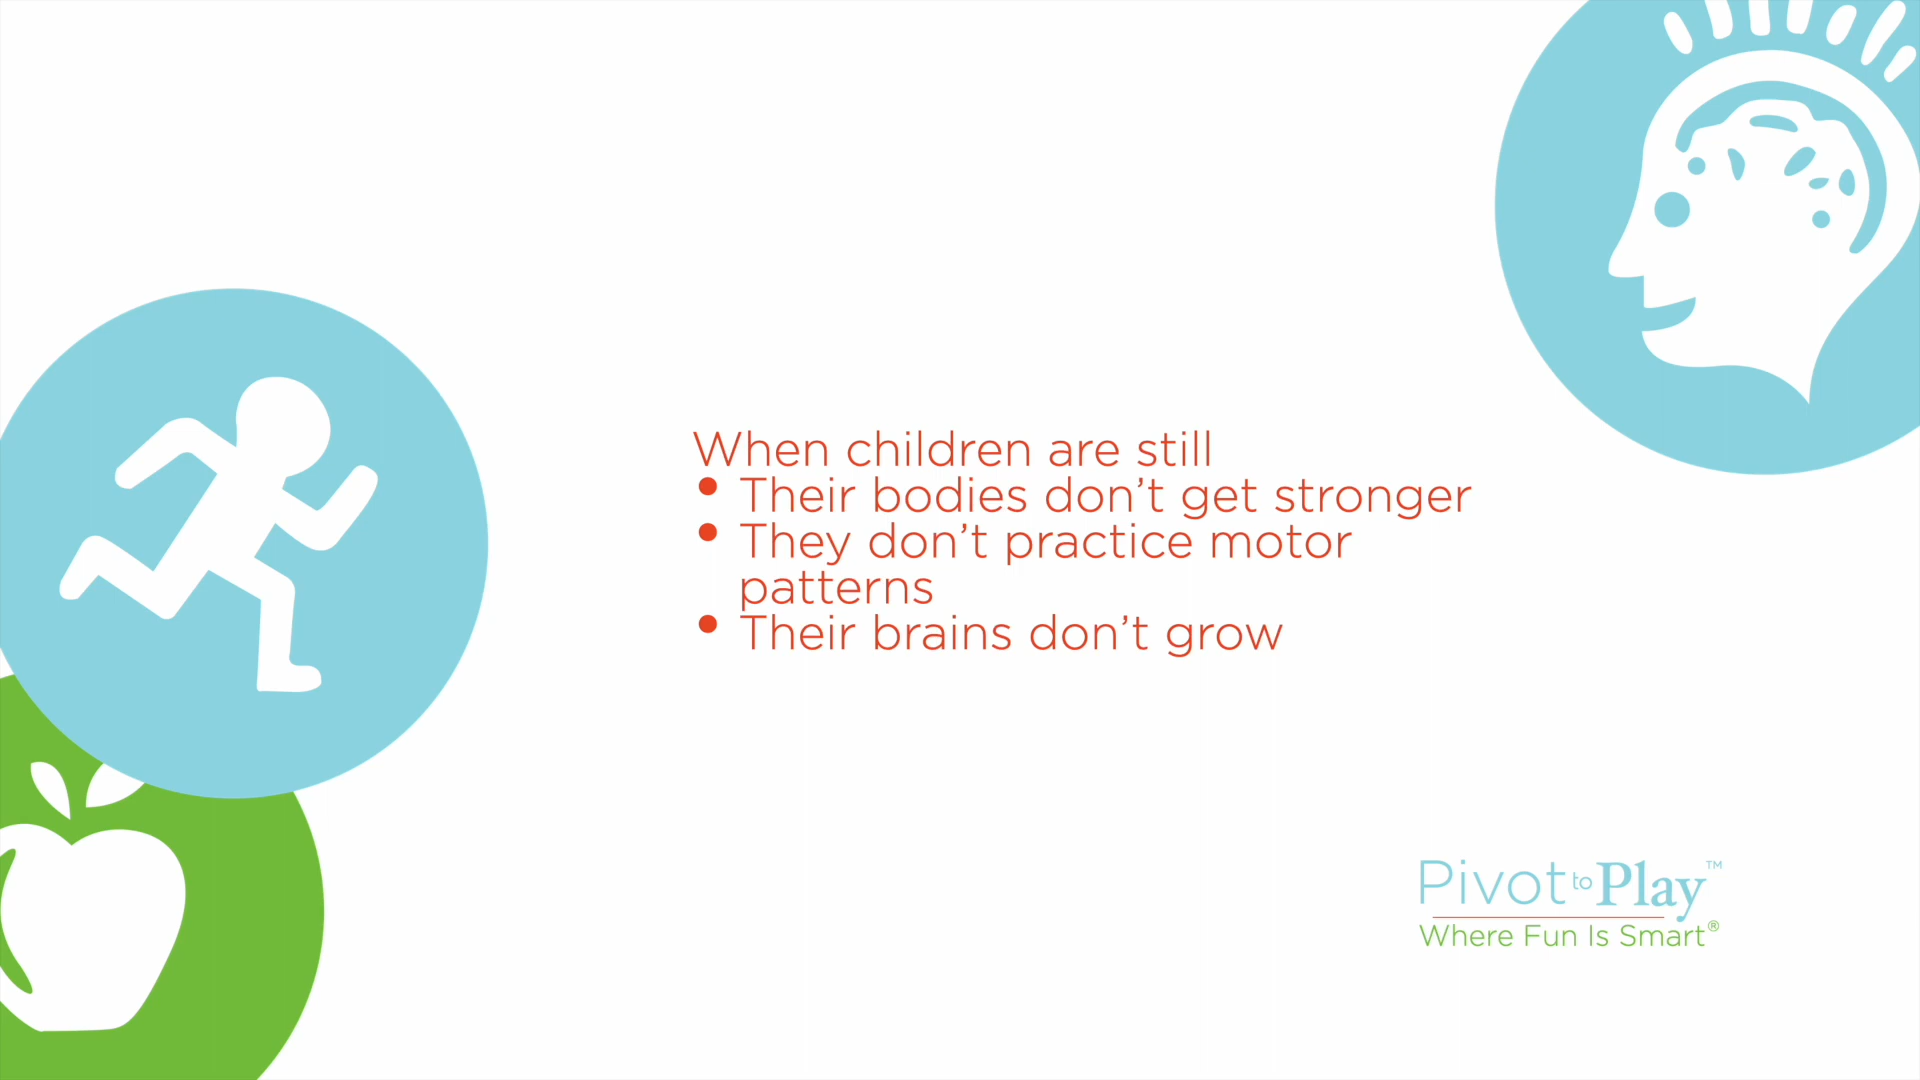 When children are still
• Their bodies don’t get stronger
• They don’t practice motor
patterns
• Their brains don’t grow
Pivot to Play™
Where Fun Is Smart®